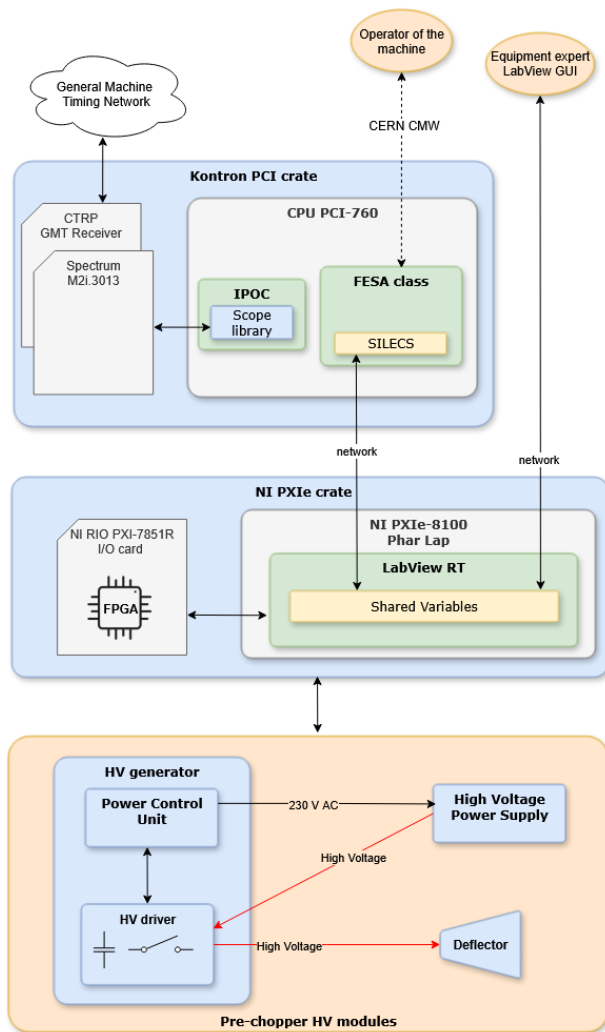 Operator of the
machine
Equipment expert
LabView GUI
General Machine
Timing Network
CERN CMW
Kontron PCI crate
CTRP
GMT Receiver
CPU PCI-760
Spectrum
M2i.3013
IPOC
Scope
library
FESA class
SILECS
network
network
NI PXIe crate
NI RIO PXI-7851R
I/O card
FPGA
NI PXIe-8100
Phar Lap
LabView RT
Shared Variables
HV generator
Power Control
Unit
230 V AC
High Voltage
Power Supply
High Voltage
HV driver
High Voltage
Deflector
Pre-chopper HV modules